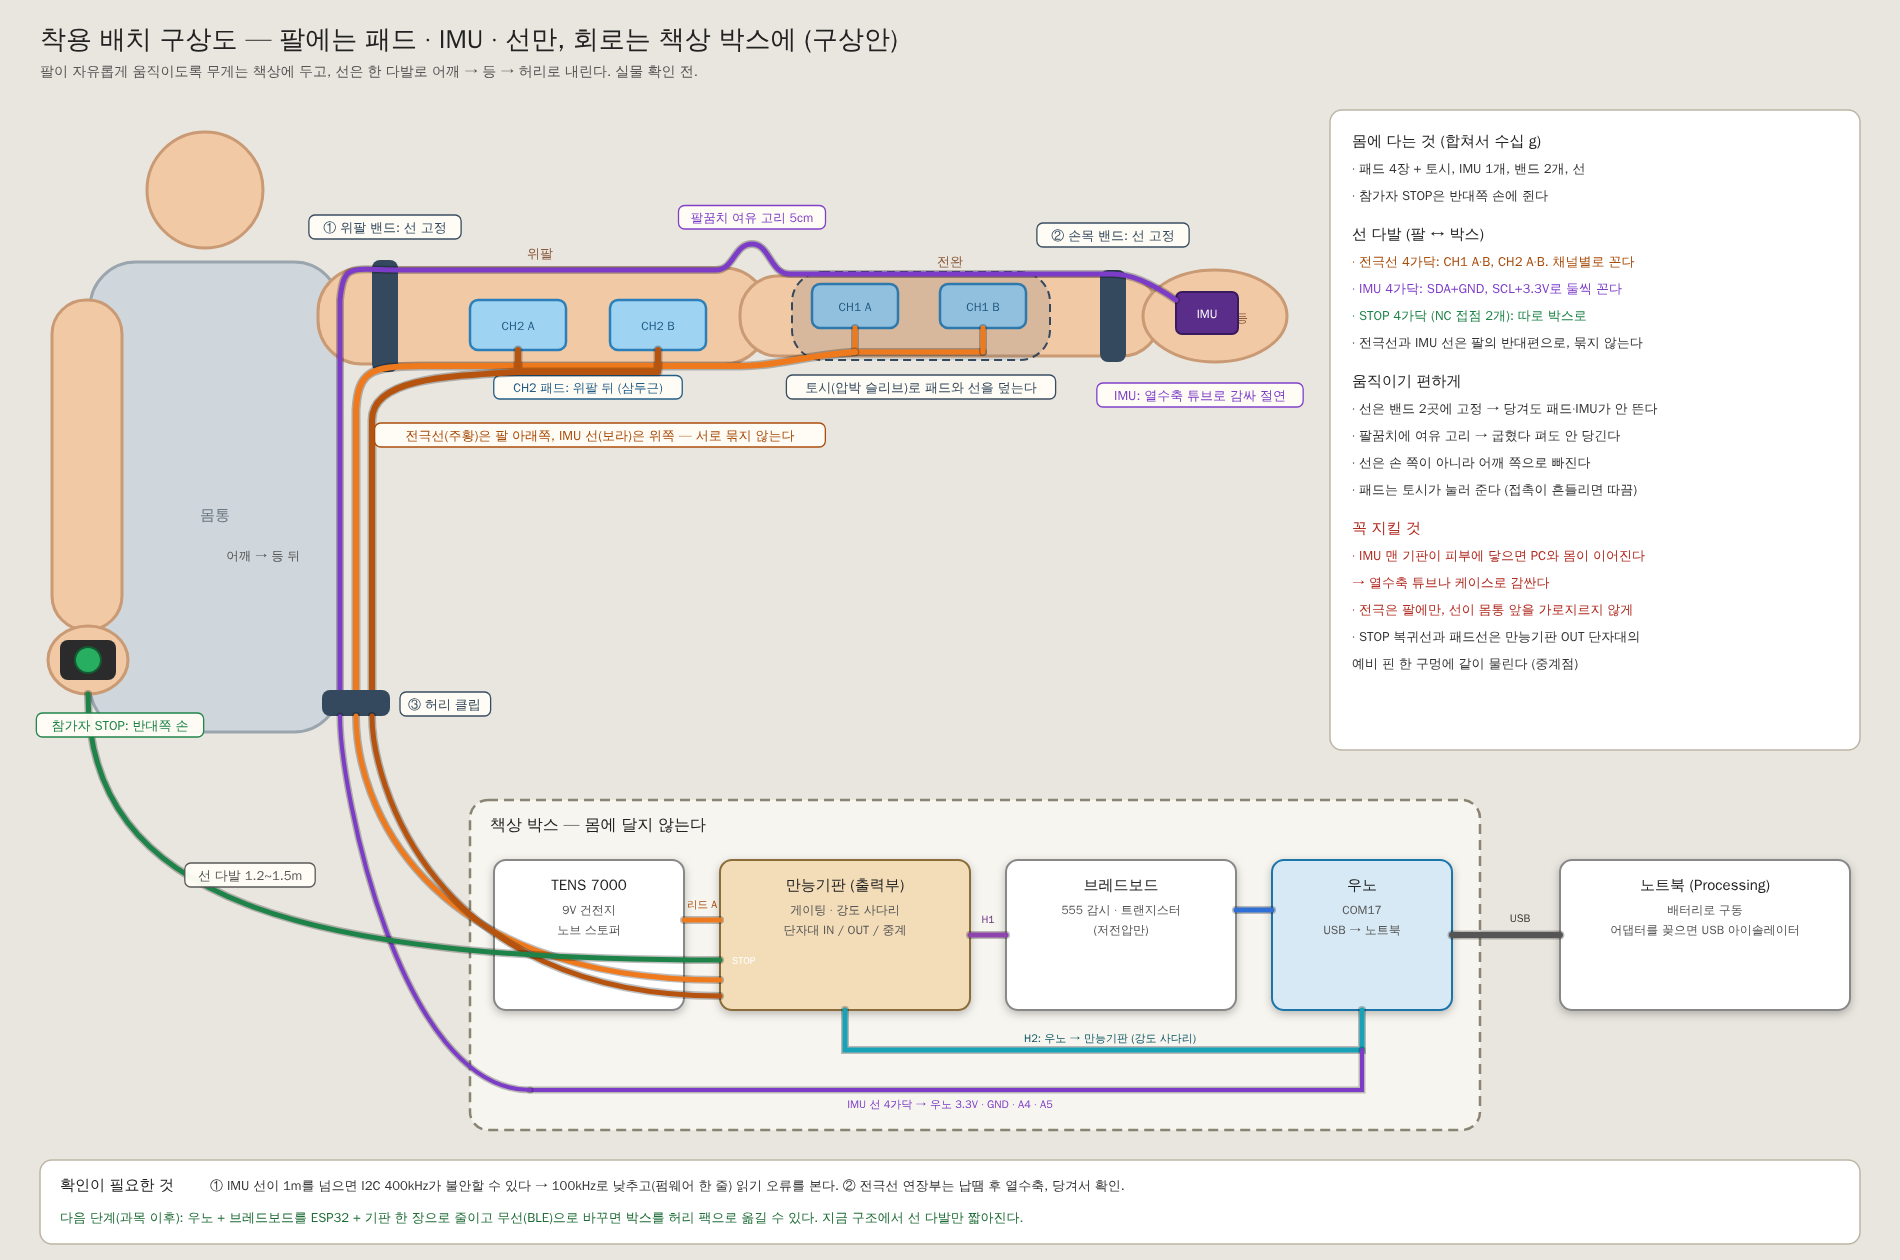 착용 배치 구상도 — 팔에는 패드 · IMU · 선만, 회로는 책상 박스에 (구상안)
팔이 자유롭게 움직이도록 무게는 책상에 두고, 선은 한 다발로 어깨 → 등 → 허리로 내린다. 실물 확인 전.
① 위팔 밴드: 선 고정
위팔
팔꿈치 여유 고리 5cm
전완
② 손목 밴드: 선 고정
CH2 A
CH2 B
CH1 A
CH1 B
IMU
등
CH2 패드: 위팔 뒤 (삼두근)
토시(압박 슬리브)로 패드와 선을 덮는다
IMU: 열수축 튜브로 감싸 절연
전극선(주황)은 팔 아래쪽, IMU 선(보라)은 위쪽 — 서로 묶지 않는다
몸통
어깨 → 등 뒤
③ 허리 클립
참가자 STOP: 반대쪽 손
선 다발 1.2~1.5m
몸에 다는 것 (합쳐서 수십 g)
· 패드 4장 + 토시, IMU 1개, 밴드 2개, 선
· 참가자 STOP은 반대쪽 손에 쥔다
선 다발 (팔 ↔ 박스)
· 전극선 4가닥: CH1 A·B, CH2 A·B. 채널별로 꼰다
· IMU 4가닥: SDA+GND, SCL+3.3V로 둘씩 꼰다
· STOP 4가닥 (NC 접점 2개): 따로 박스로
· 전극선과 IMU 선은 팔의 반대편으로, 묶지 않는다
움직이기 편하게
· 선은 밴드 2곳에 고정 → 당겨도 패드·IMU가 안 뜬다
· 팔꿈치에 여유 고리 → 굽혔다 펴도 안 당긴다
· 선은 손 쪽이 아니라 어깨 쪽으로 빠진다
· 패드는 토시가 눌러 준다 (접촉이 흔들리면 따끔)
꼭 지킬 것
· IMU 맨 기판이 피부에 닿으면 PC와 몸이 이어진다
→ 열수축 튜브나 케이스로 감싼다
· 전극은 팔에만, 선이 몸통 앞을 가로지르지 않게
· STOP 복귀선과 패드선은 만능기판 OUT 단자대의
예비 핀 한 구멍에 같이 물린다 (중계점)
책상 박스 — 몸에 달지 않는다
TENS 7000
9V 건전지
노브 스토퍼
리드 A
만능기판 (출력부)
게이팅 · 강도 사다리
단자대 IN / OUT / 중계
STOP
H1
브레드보드
555 감시 · 트랜지스터
(저전압만)
우노
COM17
USB → 노트북
USB
노트북 (Processing)
배터리로 구동
어댑터를 꽂으면 USB 아이솔레이터
H2: 우노 → 만능기판 (강도 사다리)
IMU 선 4가닥 → 우노 3.3V · GND · A4 · A5
확인이 필요한 것 ① IMU 선이 1m를 넘으면 I2C 400kHz가 불안할 수 있다 → 100kHz로 낮추고(펌웨어 한 줄) 읽기 오류를 본다. ② 전극선 연장부는 납땜 후 열수축, 당겨서 확인.
다음 단계(과목 이후): 우노 + 브레드보드를 ESP32 + 기판 한 장으로 줄이고 무선(BLE)으로 바꾸면 박스를 허리 팩으로 옮길 수 있다. 지금 구조에서 선 다발만 짧아진다.